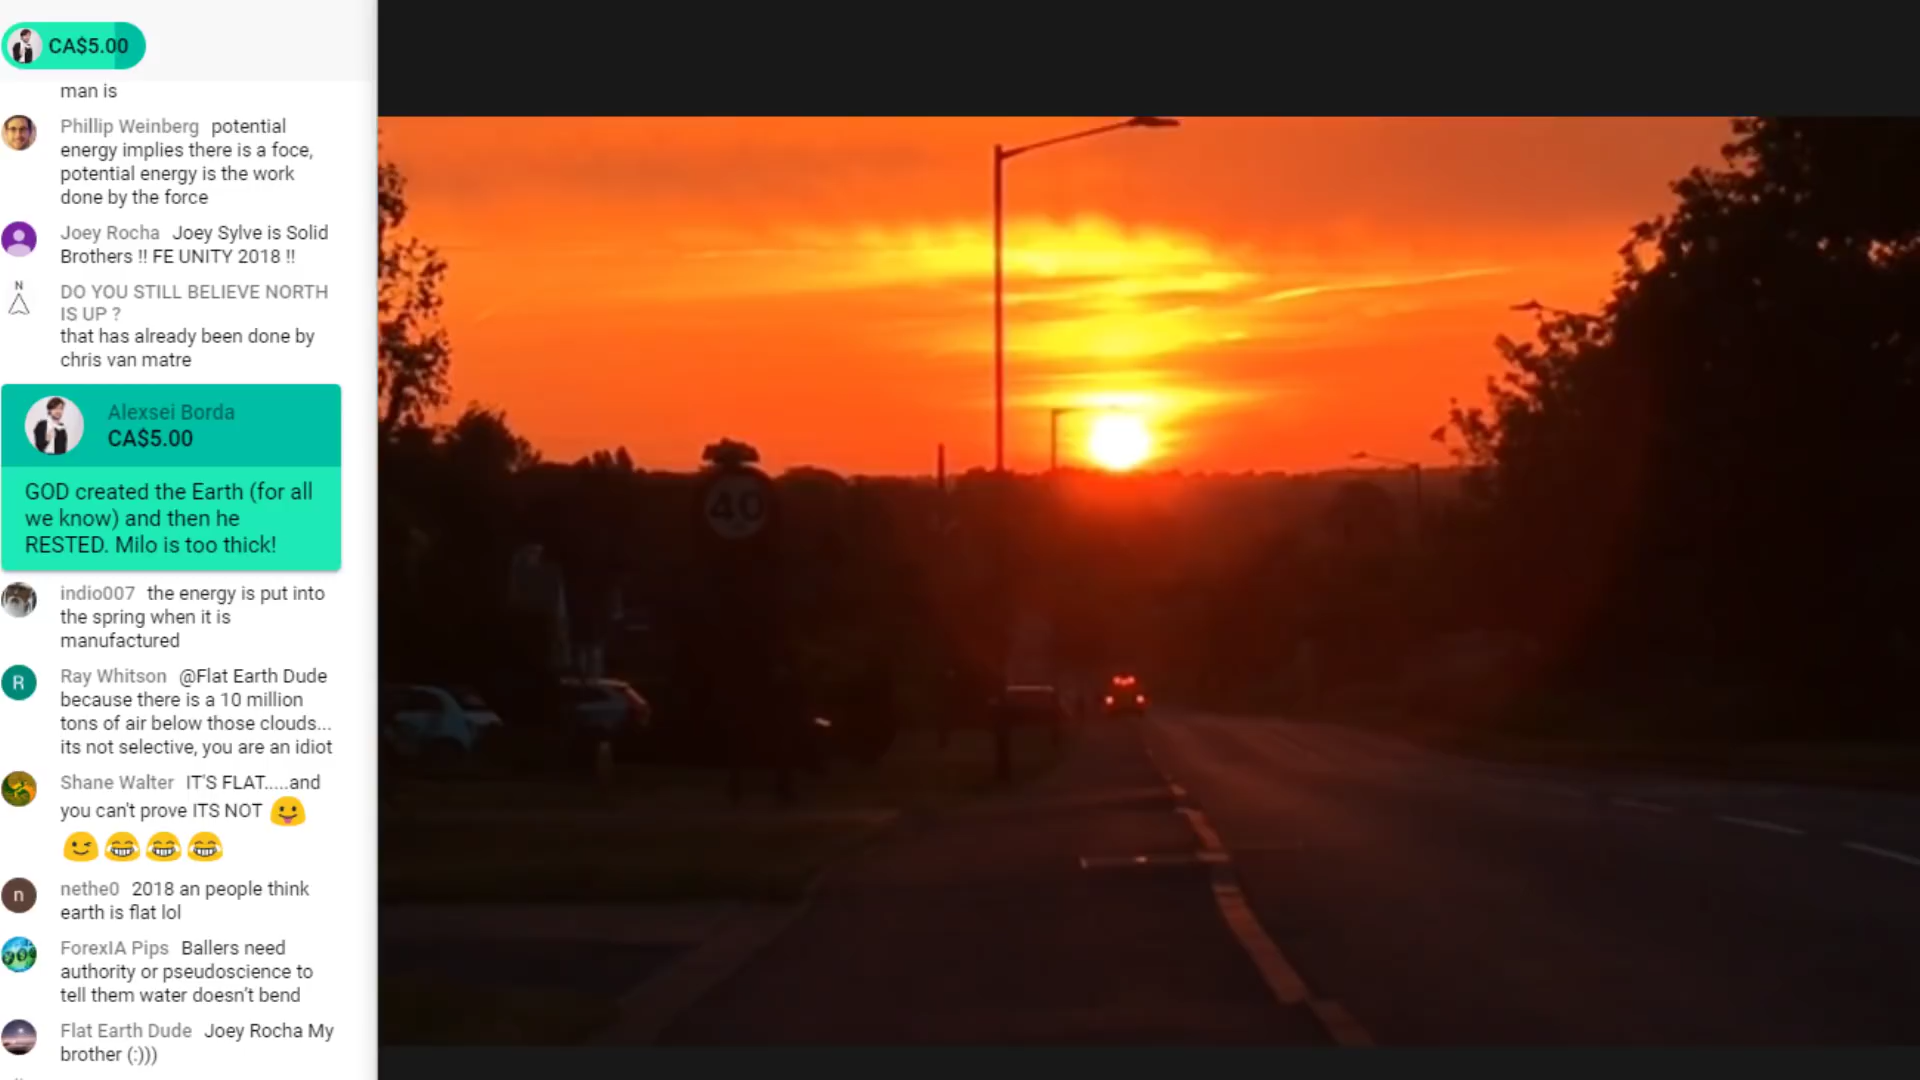 CA$5.00
man is
Phillip Weinberg potential
energy implies there is a foce,
potential energy is the work
done by the force
Joey Rocha Joey Sylve is Solid
Brothers !! FE UNITY 2018 !!
N
DO YOU STILL BELIEVE NORTH
IS UP ?
that has already been done by
chris van matre
Alexsei Borda
CA$5.00
GOD created the Earth (for all
we know) and then he
RESTED. Milo is too thick!
indio007 the energy is put into
the spring when it is
manufactured
R
Ray Whitson @Flat Earth Dude
because there is a 10 million
tons of air below those clouds...
its not selective, you are an idiot
Shane Walter IT'S FLAT.....and
you can't prove ITS NOT 😛
😉😂😂😂
n
nethe0 2018 an people think
earth is flat lol
ForexIA Pips Ballers need
authority or pseudoscience to
tell them water doesn't bend
Flat Earth Dude Joey Rocha My
brother (:)))
40